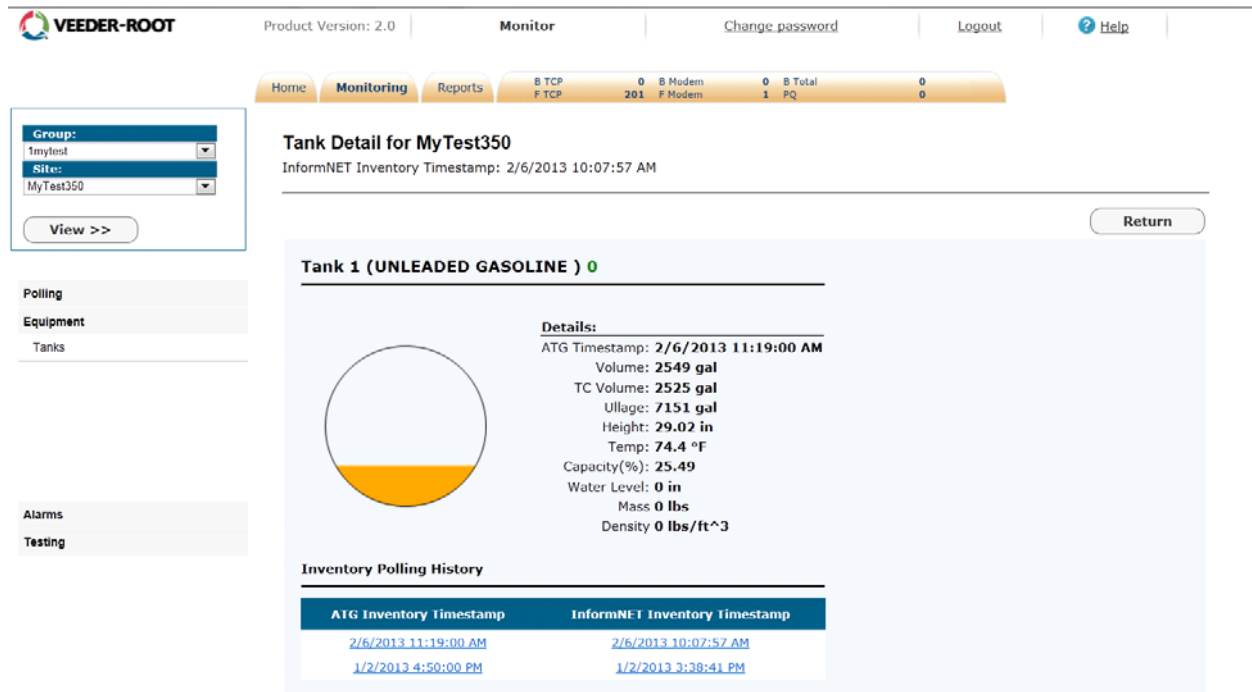 VEEDER-ROOT
Product Version: 2.0
Monitor
Change password
Logout
Help
Home
Monitoring
Reports
B TCP 0 B Modem 0 B Total 0
F TCP 201 F Modem 1 PQ 0
Group:
1mytest
Site:
MyTest350
View >>
Polling
Equipment
Tanks
Alarms
Testing
Tank Detail for MyTest350
InformNET Inventory Timestamp: 2/6/2013 10:07:57 AM
Return
Tank 1 (UNLEADED GASOLINE ) 0
Details:
ATG Timestamp: 2/6/2013 11:19:00 AM
Volume: 2549 gal
TC Volume: 2525 gal
Ullage: 7151 gal
Height: 29.02 in
Temp: 74.4 °F
Capacity(%): 25.49
Water Level: 0 in
Mass 0 lbs
Density 0 lbs/ft^3
Inventory Polling History
ATG Inventory Timestamp InformNET Inventory Timestamp
2/6/2013 11:19:00 AM 2/6/2013 10:07:57 AM
1/2/2013 4:50:00 PM 1/2/2013 3:38:41 PM